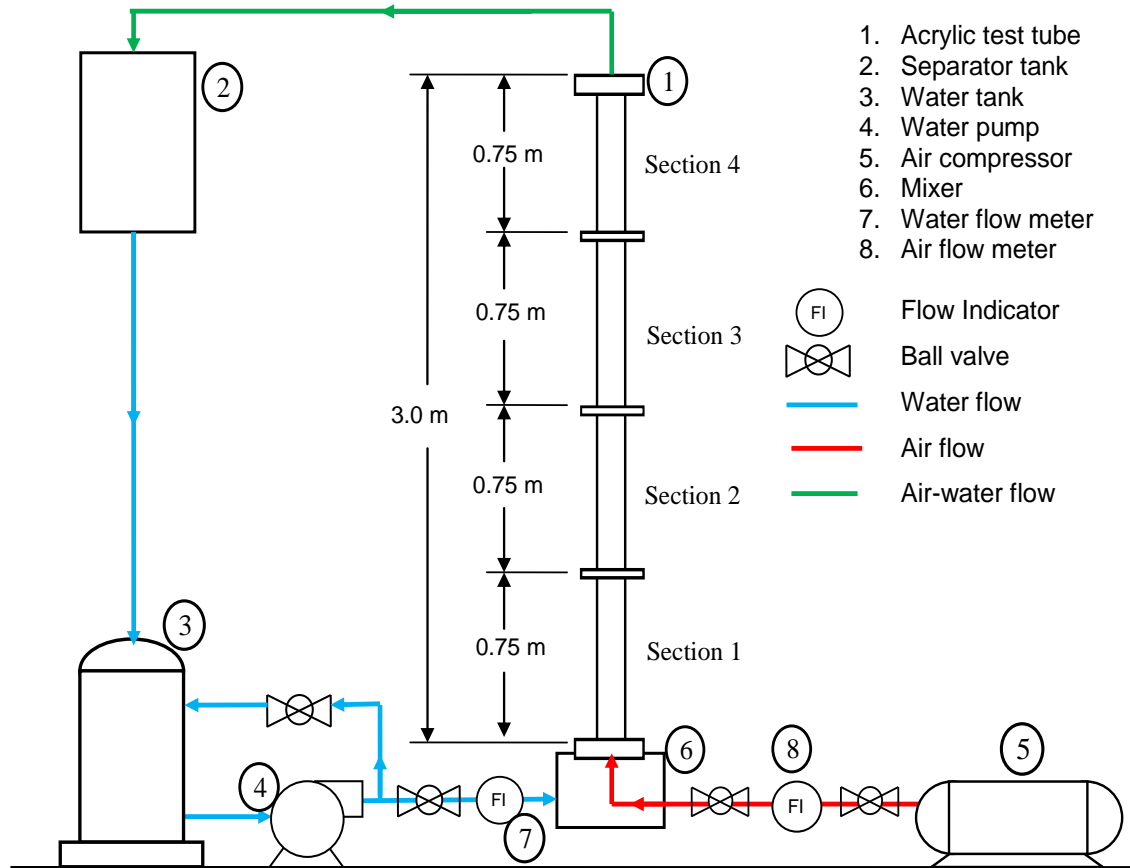 1. Acrylic test tube
2. Separator tank
3. Water tank
4. Water pump
5. Air compressor
6. Mixer
7. Water flow meter
8. Air flow meter
FI Flow Indicator
Ball valve
Water flow
Air flow
Air-water flow
1
2
0.75 m
Section 4
0.75 m
Section 3
3.0 m
0.75 m
Section 2
3
0.75 m
Section 1
6
8
5
4
FI
7
FI